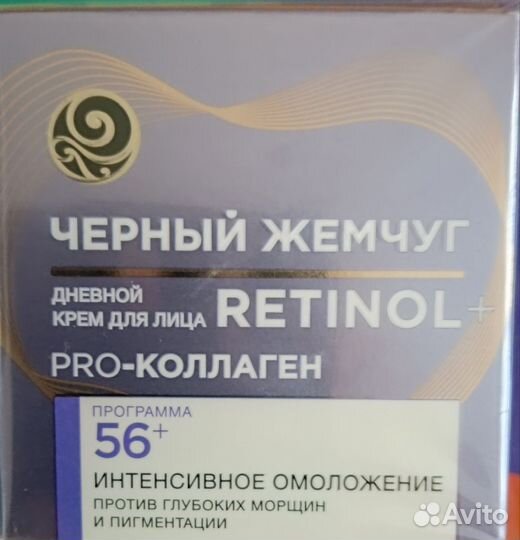 ЧЕРНЫЙ ЖЕМЧУГ
ДНЕВНОЙ
КРЕМ ДЛЯ ЛИЦА RETINOL+
PRO-КОЛЛАГЕН
ПРОГРАММА
56+
ИНТЕНСИВНОЕ ОМОЛОЖЕНИЕ
ПРОТИВ ГЛУБОКИХ МОРЩИН
И ПИГМЕНТАЦИИ
Avito